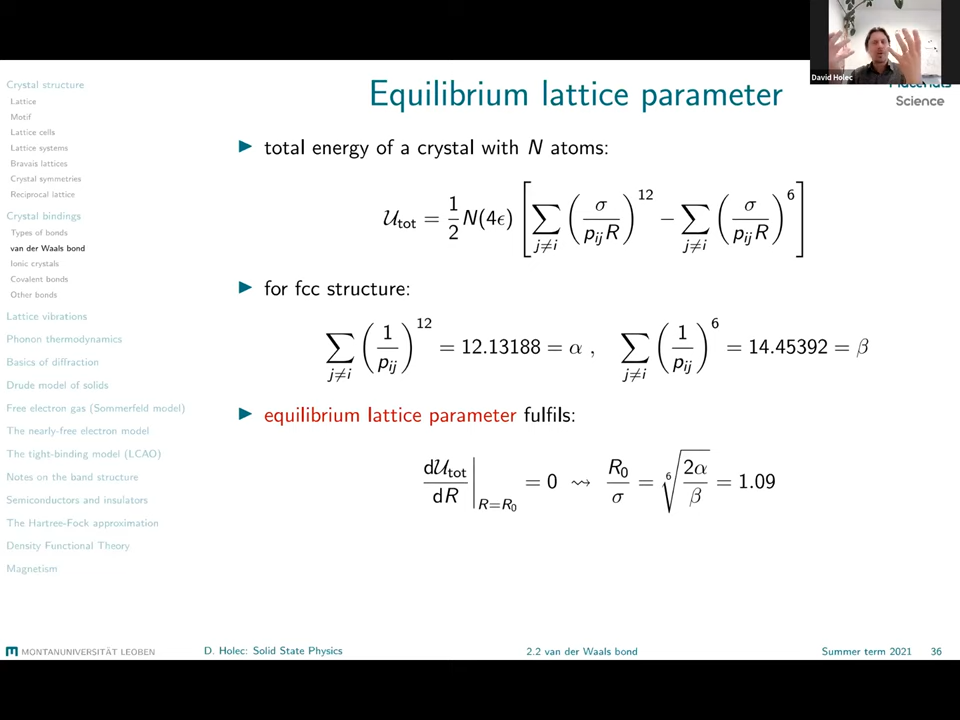 David Holec
Materials
Science
Crystal structure
Lattice
Motif
Lattice cells
Lattice systems
Bravais lattices
Crystal symmetries
Reciprocal lattice
Crystal bindings
Types of bonds
van der Waals bond
Ionic crystals
Covalent bonds
Other bonds
Lattice vibrations
Phonon thermodynamics
Basics of diffraction
Drude model of solids
Free electron gas (Sommerfeld model)
The nearly-free electron model
The tight-binding model (LCAO)
Notes on the band structure
Semiconductors and insulators
The Hartree-Fock approximation
Density Functional Theory
Magnetism
Equilibrium lattice parameter
▶ total energy of a crystal with N atoms:
𝒰_tot = 1/2 N(4ϵ) [ ∑_{j≠i} (σ/(p_ij R))^12 − ∑_{j≠i} (σ/(p_ij R))^6 ]
▶ for fcc structure:
∑_{j≠i} (1/p_ij)^12 = 12.13188 = α , ∑_{j≠i} (1/p_ij)^6 = 14.45392 = β
▶ equilibrium lattice parameter fulfils:
d𝒰_tot/dR |_{R=R_0} = 0 ⇝ R_0/σ = ⁶√(2α/β) = 1.09
MONTANUNIVERSITÄT LEOBEN D. Holec: Solid State Physics 2.2 van der Waals bond Summer term 2021 36